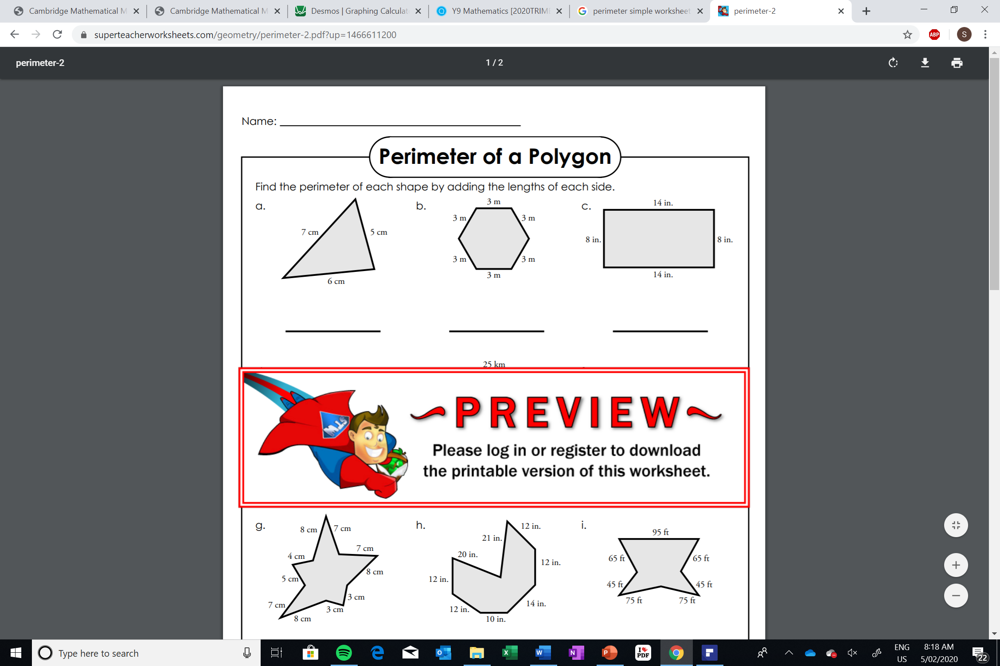 Cambridge Mathematical M
Cambridge Mathematical M
Desmos | Graphing Calculat
Y9 Mathematics [2020TRIM
perimeter simple worksheet
perimeter-2
superteacherworksheets.com/geometry/perimeter-2.pdf?up=1466611200
ABP
S
perimeter-2
1 / 2
Name:
Perimeter of a Polygon
Find the perimeter of each shape by adding the lengths of each side.
a.
7 cm
5 cm
6 cm
b.
3 m
3 m
3 m
3 m
3 m
3 m
c.
14 in.
8 in.
8 in.
14 in.
25 km
STW
~PREVIEW~
Please log in or register to download
the printable version of this worksheet.
g.
8 cm
7 cm
7 cm
4 cm
8 cm
5 cm
3 cm
7 cm
3 cm
8 cm
h.
12 in.
21 in.
20 in.
12 in.
12 in.
14 in.
12 in.
10 in.
i.
95 ft
65 ft
65 ft
45 ft
45 ft
75 ft
75 ft
Type here to search
I PDF
ENG
US
8:18 AM
5/02/2020
22